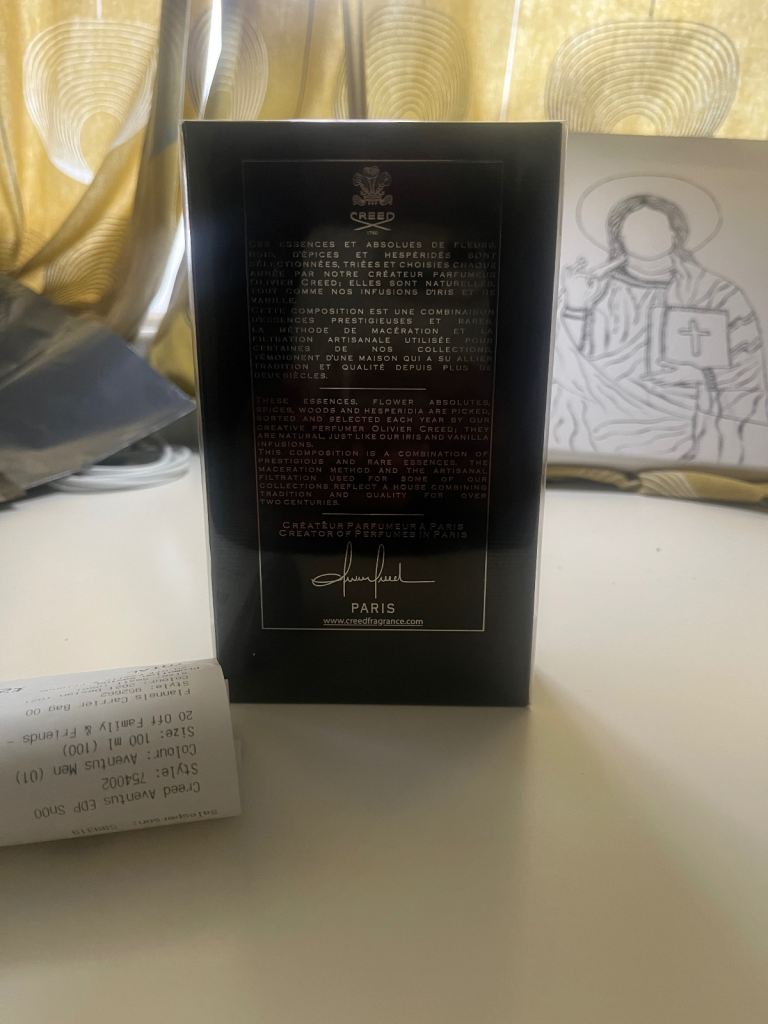 CREED
1760
CES ESSENCES ET ABSOLUES DE FLEURS,
BOIS, D'ÉPICES ET HESPÉRIDÉS SONT
SÉLECTIONNÉES, TRIÉES ET CHOISIES CHAQUE
ANNÉE PAR NOTRE CRÉATEUR PARFUMEUR
OLIVIER CREED; ELLES SONT NATURELLES,
TOUT COMME NOS INFUSIONS D'IRIS ET DE
VANILLE.
CETTE COMPOSITION EST UNE COMBINAISON
D'ESSENCES PRESTIGIEUSES ET RARES.
LA MÉTHODE DE MACÉRATION ET LA
FILTRATION ARTISANALE UTILISÉE POUR
CERTAINES DE NOS COLLECTIONS,
TÉMOIGNENT D'UNE MAISON QUI A SU ALLIER
TRADITION ET QUALITÉ DEPUIS PLUS DE
DEUX SIÈCLES.
THESE ESSENCES, FLOWER ABSOLUTES,
SPICES, WOODS AND HESPERIDIA ARE PICKED,
SORTED AND SELECTED EACH YEAR BY OUR
CREATIVE PERFUMER OLIVIER CREED; THEY
ARE NATURAL, JUST LIKE OUR IRIS AND VANILLA
INFUSIONS.
THIS COMPOSITION IS A COMBINATION OF
PRESTIGIOUS AND RARE ESSENCES. THE
MACERATION METHOD AND THE ARTISANAL
FILTRATION USED FOR SOME OF OUR
COLLECTIONS REFLECT A HOUSE COMBINING
TRADITION AND QUALITY FOR OVER
TWO CENTURIES.
CRÉATEUR PARFUMEUR À PARIS
CREATOR OF PERFUMES IN PARIS
Olivier Creed
PARIS
www.creedfragrance.com
Salesperson:
Creed Aventus EDP Sn00
Style: 754002
Colour: Aventus Men (01)
Size: 100 ml (100)
20 Off Family & Friends -
Flannels Carrier Bag 00
Style: 952662